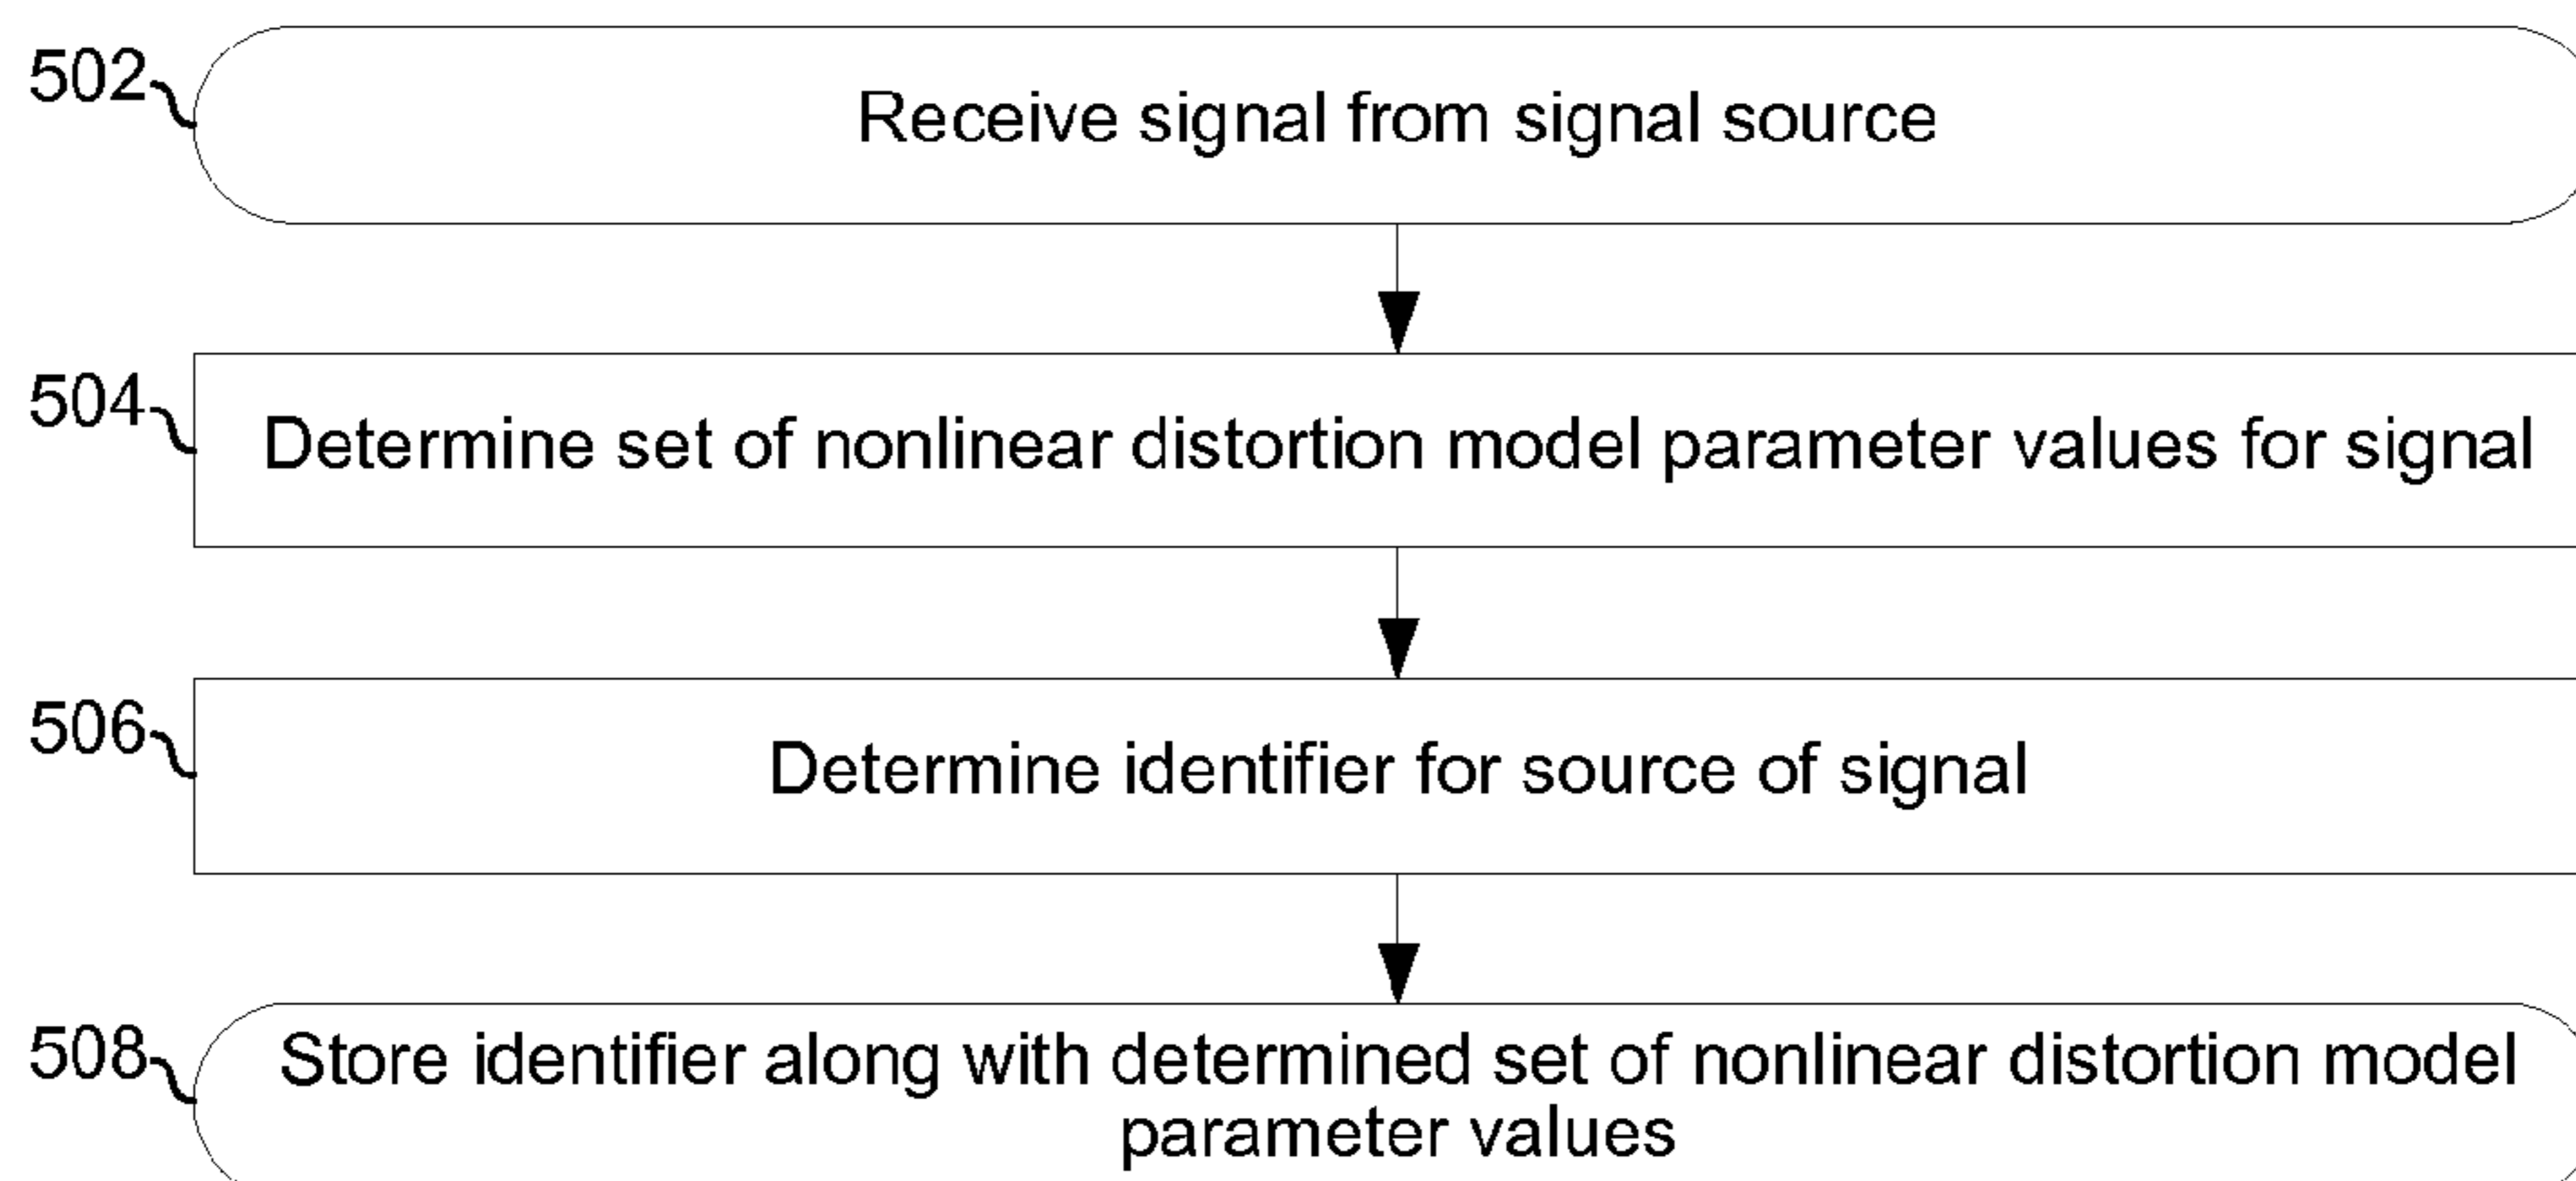 502
Receive signal from signal source
504
Determine set of nonlinear distortion model parameter values for signal
506
Determine identifier for source of signal
508
Store identifier along with determined set of nonlinear distortion model
parameter values